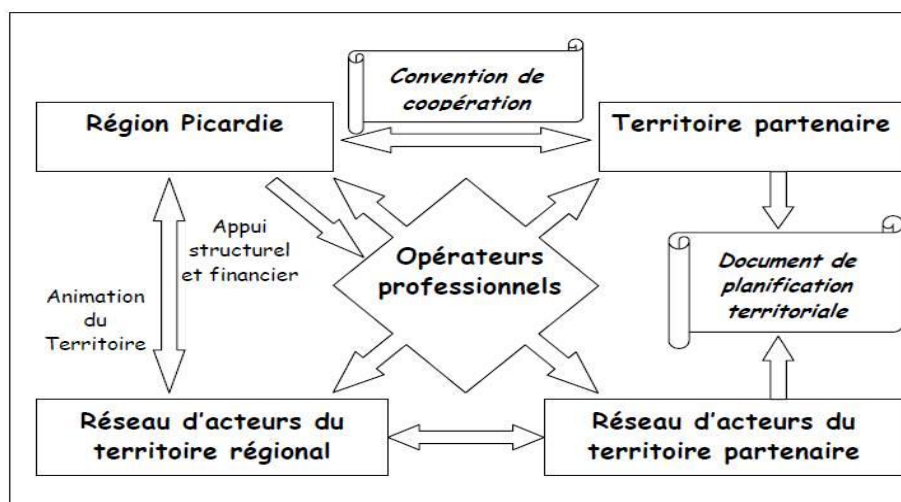 Convention de
coopération
Région Picardie
Territoire partenaire
Appui
structurel
et financier
Opérateurs
professionnels
Document de
planification
territoriale
Animation
du
Territoire
Réseau d'acteurs du
territoire régional
Réseau d'acteurs du
territoire partenaire